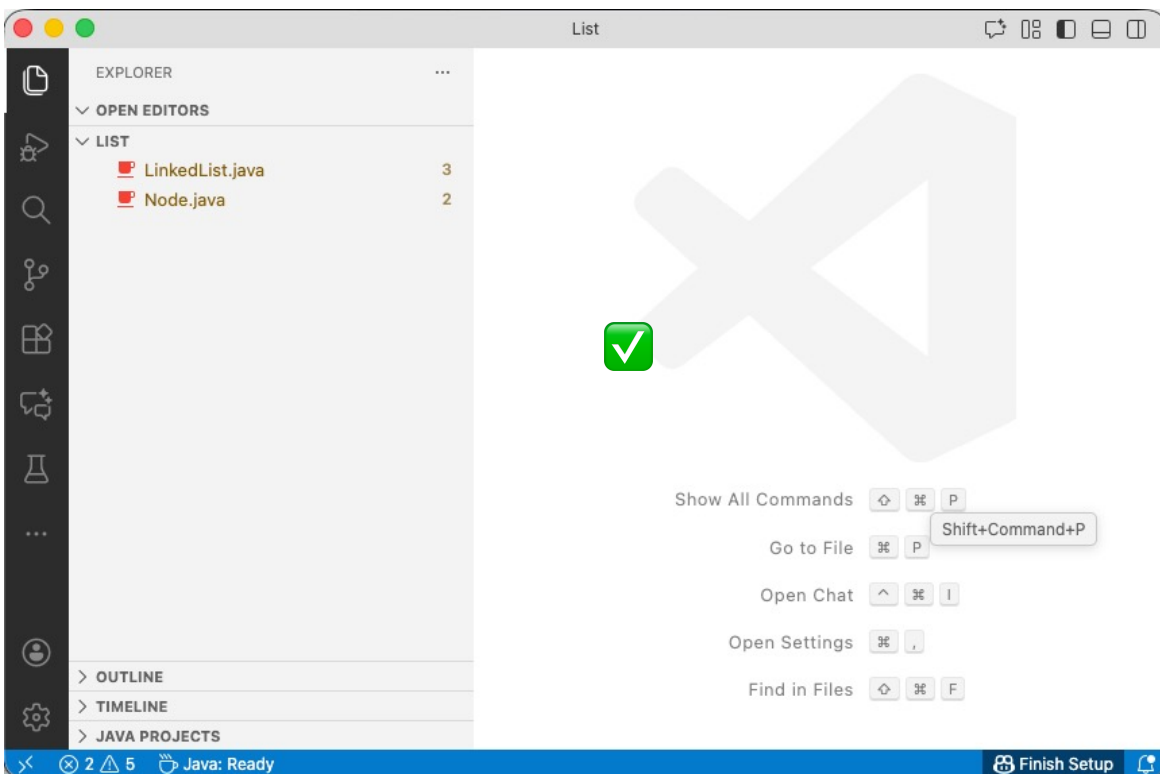 List
EXPLORER
OPEN EDITORS
LIST
LinkedList.java 3
Node.java 2
Show All Commands ⇧ ⌘ P
Shift+Command+P
Go to File ⌘ P
Open Chat ^ ⌘ I
Open Settings ⌘ ,
Find in Files ⇧ ⌘ F
OUTLINE
TIMELINE
JAVA PROJECTS
2 5 Java: Ready Finish Setup